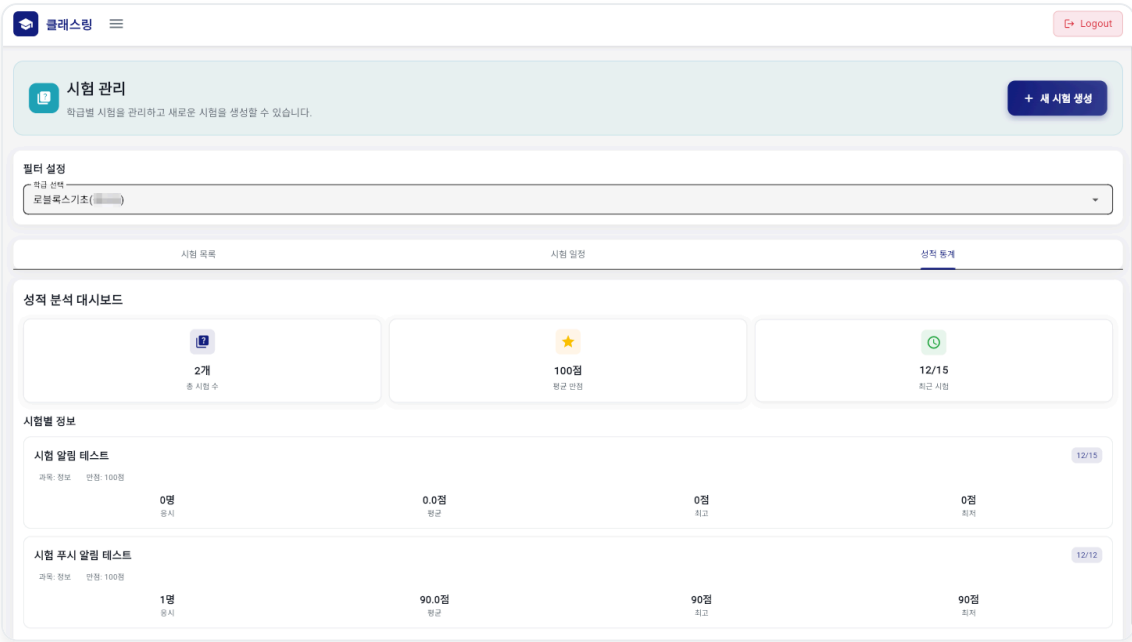 클래스링
Logout
시험 관리
학급별 시험을 관리하고 새로운 시험을 생성할 수 있습니다.
+ 새 시험 생성
필터 설정
학급 선택
로블록스기초( )
시험 목록 시험 일정 성적 통계
성적 분석 대시보드
2개 100점 12/15
총 시험 수 평균 만점 최근 시험
시험별 정보
시험 알림 테스트 12/15
과목: 정보 만점: 100점
0명 0.0점 0점 0점
응시 평균 최고 최저
시험 푸시 알림 테스트 12/12
과목: 정보 만점: 100점
1명 90.0점 90점 90점
응시 평균 최고 최저